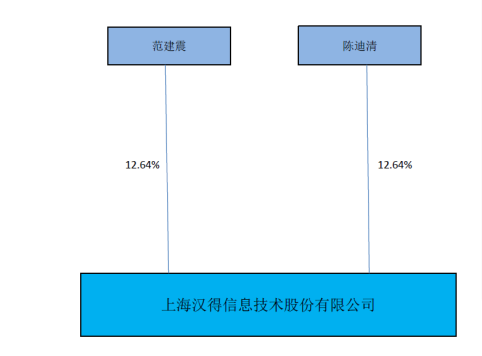 范建震
陈迪清
12.64%
12.64%
上海汉得信息技术股份有限公司